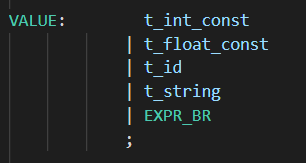 VALUE: t_int_const
| t_float_const
| t_id
| t_string
| EXPR_BR
;